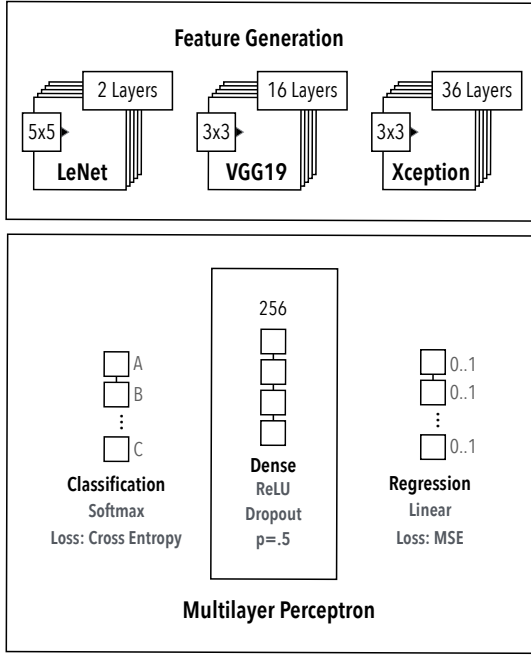 Feature Generation
2 Layers
5x5
LeNet
16 Layers
3x3
VGG19
36 Layers
3x3
Xception
256
Dense
ReLU
Dropout
p=.5
A
B
⋮
C
Classification
Softmax
Loss: Cross Entropy
0..1
0..1
⋮
0..1
Regression
Linear
Loss: MSE
Multilayer Perceptron